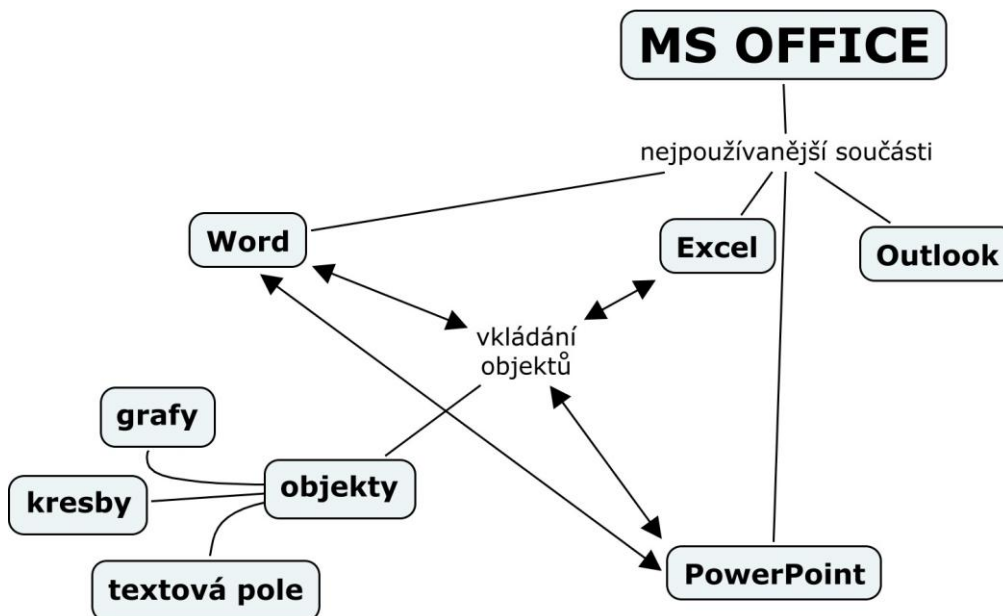 MS OFFICE
nejpoužívanější součásti
Word
Excel
Outlook
vkládání
objektů
grafy
objekty
kresby
textová pole
PowerPoint